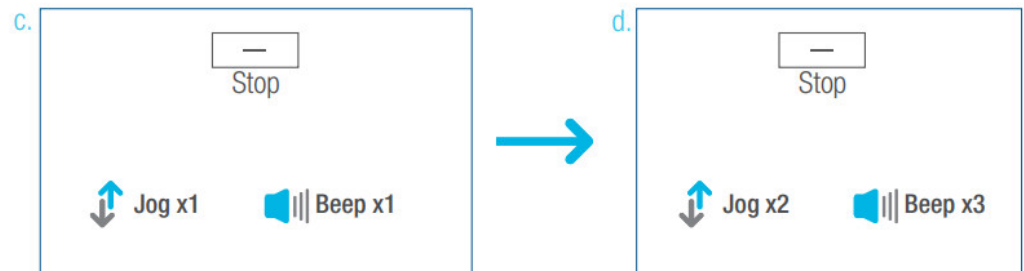 c.
—
Stop
Jog x1
Beep x1
d.
—
Stop
Jog x2
Beep x3